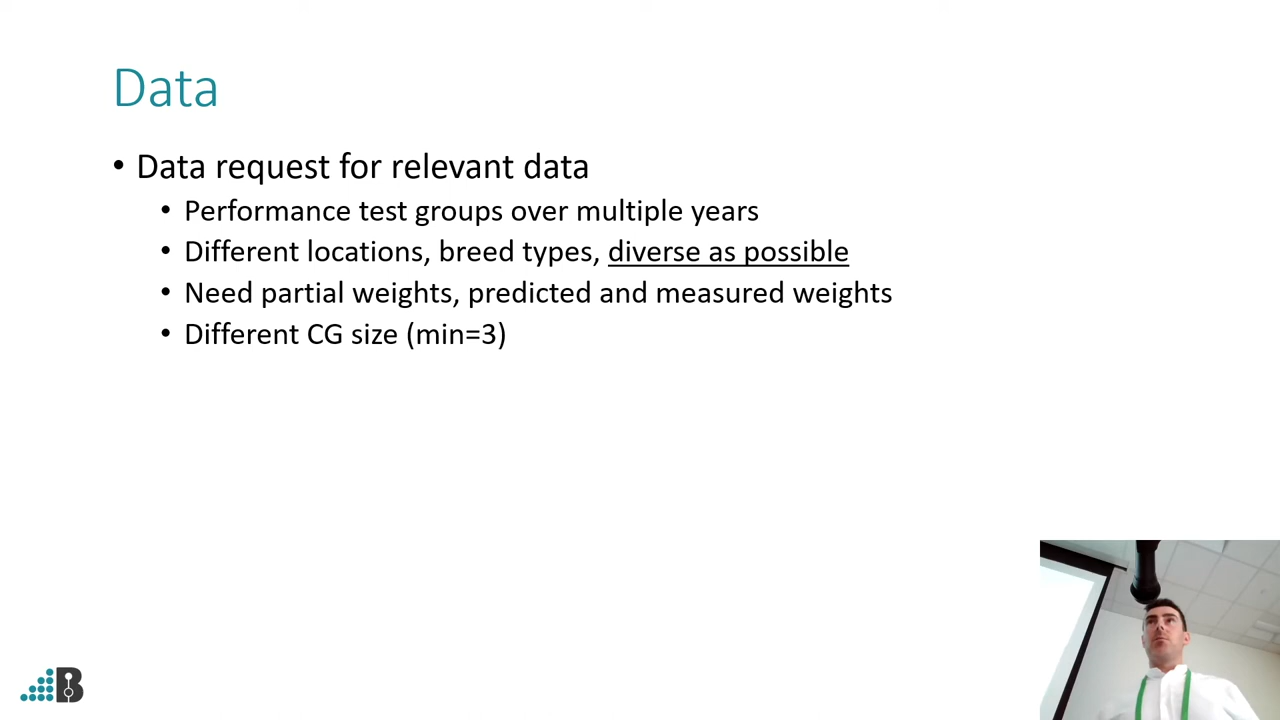 Data
• Data request for relevant data
• Performance test groups over multiple years
• Different locations, breed types, diverse as possible
• Need partial weights, predicted and measured weights
• Different CG size (min=3)
B